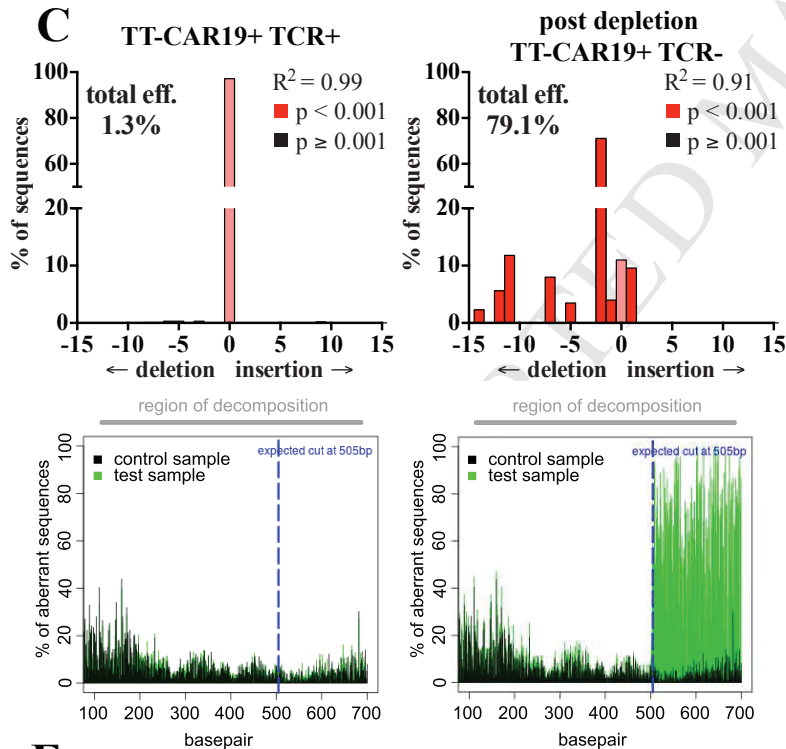 C
TT-CAR19+ TCR+
total eff.
1.3%
R² = 0.99
p < 0.001
p ≥ 0.001
% of sequences
100
80
60
20
10
0
-15 -10 -5 0 5 10 15
← deletion insertion →
post depletion
TT-CAR19+ TCR-
total eff.
79.1%
R² = 0.91
p < 0.001
p ≥ 0.001
% of sequences
100
80
60
20
10
0
-15 -10 -5 0 5 10 15
← deletion insertion →
region of decomposition
control sample
test sample
expected cut at 505bp
% of aberrant sequences
100
80
60
40
20
0
100 200 300 400 500 600 700
basepair
region of decomposition
control sample
test sample
expected cut at 505bp
% of aberrant sequences
100
80
60
40
20
0
100 200 300 400 500 600 700
basepair